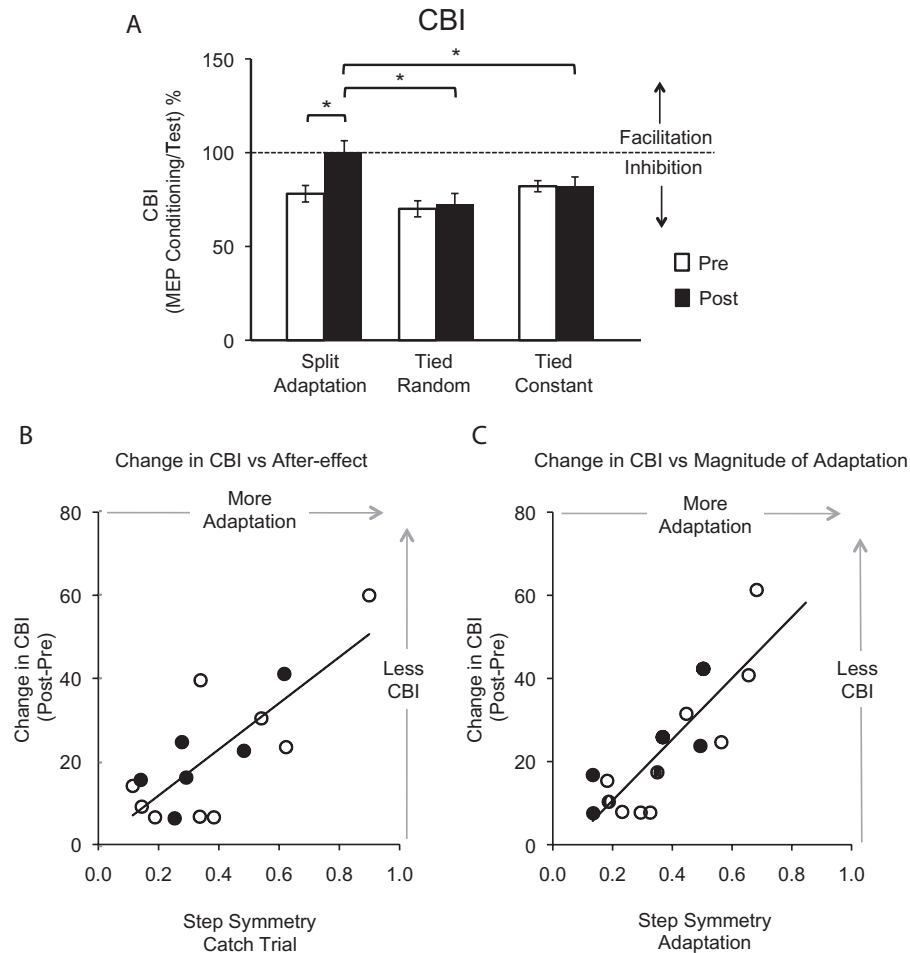 A
CBI
CBI
(MEP Conditioning/Test) %
150
100
50
0
*
*
*
Facilitation
Inhibition
Pre
Post
Split
Adaptation
Tied
Random
Tied
Constant
B
Change in CBI vs After-effect
More
Adaptation
Change in CBI
(Post-Pre)
80
60
40
20
0
Less
CBI
0.0 0.2 0.4 0.6 0.8 1.0
Step Symmetry
Catch Trial
C
Change in CBI vs Magnitude of Adaptation
More
Adaptation
Change in CBI
(Post-Pre)
80
60
40
20
0
Less
CBI
0.0 0.2 0.4 0.6 0.8 1.0
Step Symmetry
Adaptation